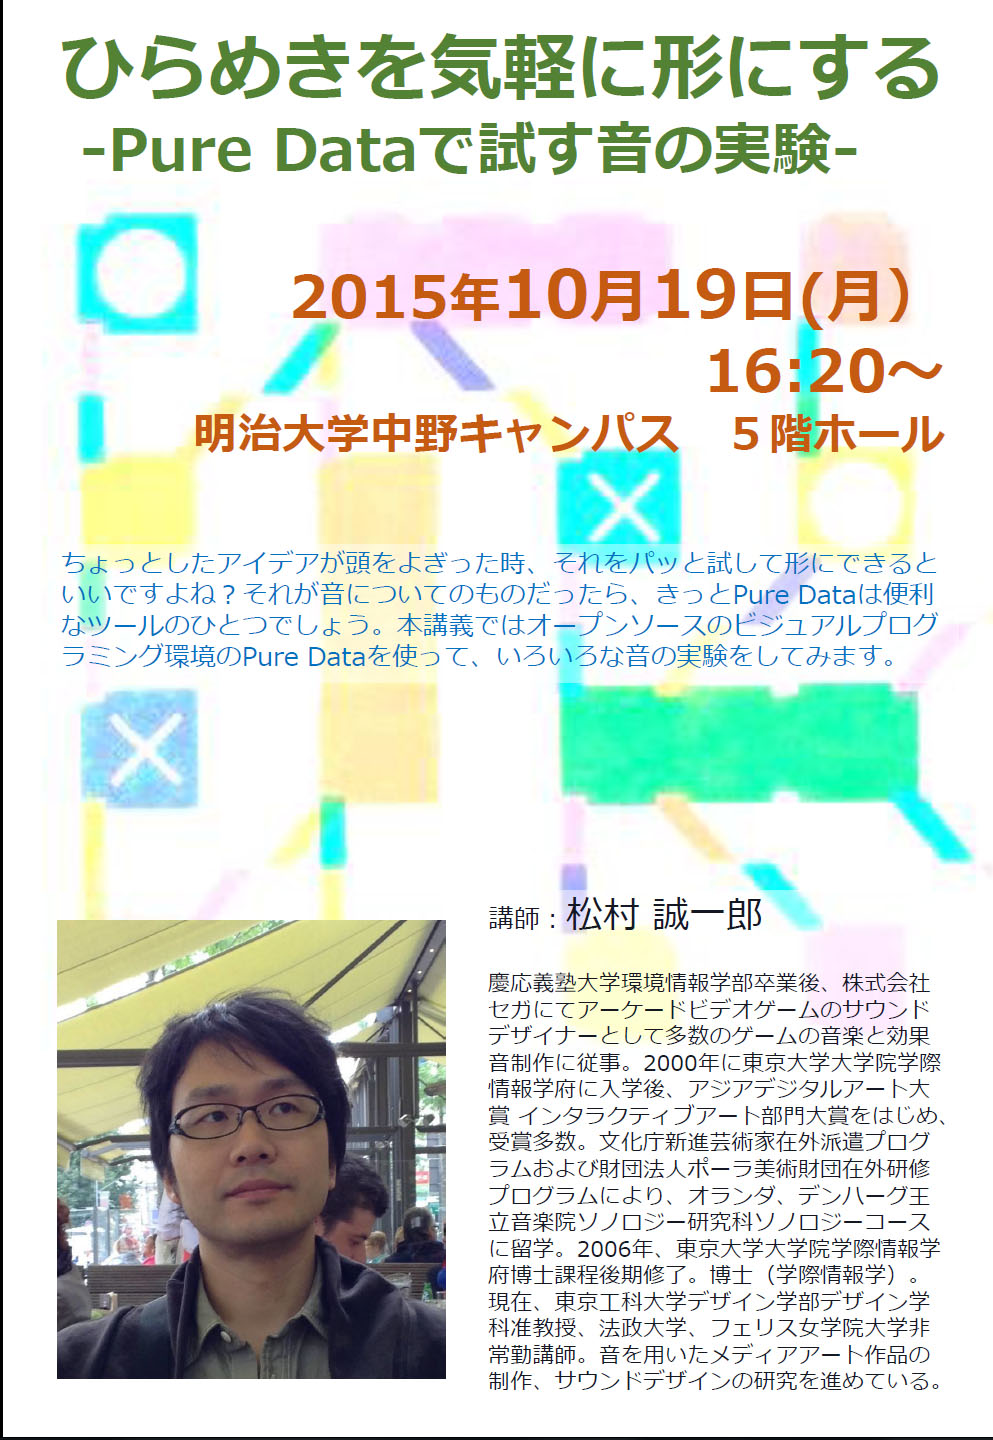 ひらめきを気軽に形にする
-Pure Dataで試す音の実験-
2015年10月19日(月)
16:20～
明治大学中野キャンパス　５階ホール
ちょっとしたアイデアが頭をよぎった時、それをパッと試して形にできると
いいですよね？それが音についてのものだったら、きっとPure Dataは便利
なツールのひとつでしょう。本講義ではオープンソースのビジュアルプログ
ラミング環境のPure Dataを使って、いろいろな音の実験をしてみます。
講師：松村 誠一郎
慶応義塾大学環境情報学部卒業後、株式会社
セガにてアーケードビデオゲームのサウンド
デザイナーとして多数のゲームの音楽と効果
音制作に従事。2000年に東京大学大学院学際
情報学府に入学後、アジアデジタルアート大
賞 インタラクティブアート部門大賞をはじめ、
受賞多数。文化庁新進芸術家在外派遣プログ
ラムおよび財団法人ポーラ美術財団在外研修
プログラムにより、オランダ、デンハーグ王
立音楽院ソノロジー研究科ソノロジーコース
に留学。2006年、東京大学大学院学際情報学
府博士課程後期修了。博士（学際情報学）。
現在、東京工科大学デザイン学部デザイン学
科准教授、法政大学、フェリス女学院大学非
常勤講師。音を用いたメディアアート作品の
制作、サウンドデザインの研究を進めている。